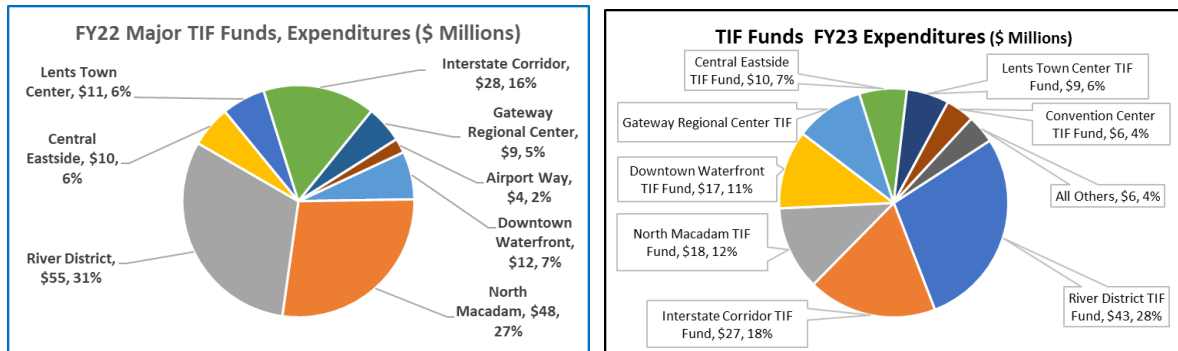 FY22 Major TIF Funds, Expenditures ($ Millions)
Lents Town
Center, $11, 6%
Interstate Corridor,
$28, 16%
Gateway
Regional Center,
$9, 5%
Central
Eastside, $10,
6%
Airport Way,
$4, 2%
Downtown
Waterfront,
$12, 7%
River District,
$55, 31%
North
Macadam, $48,
27%
TIF Funds  FY23 Expenditures ($ Millions)
Central Eastside
TIF Fund, $10, 7%
Lents Town Center TIF
Fund, $9, 6%
Gateway Regional Center TIF
Convention Center
TIF Fund, $6, 4%
Downtown Waterfront
TIF Fund, $17, 11%
All Others, $6, 4%
North Macadam TIF
Fund, $18, 12%
River District TIF
Fund, $43, 28%
Interstate Corridor TIF
Fund, $27, 18%